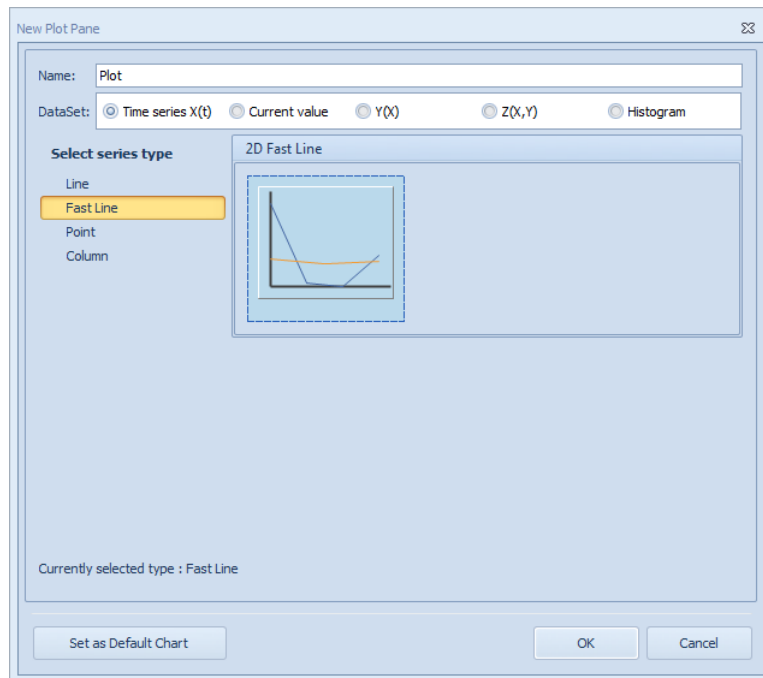 New Plot Pane
Name: Plot
DataSet: Time series X(t) Current value Y(X) Z(X,Y) Histogram
Select series type
2D Fast Line
Line
Fast Line
Point
Column
Currently selected type : Fast Line
Set as Default Chart OK Cancel